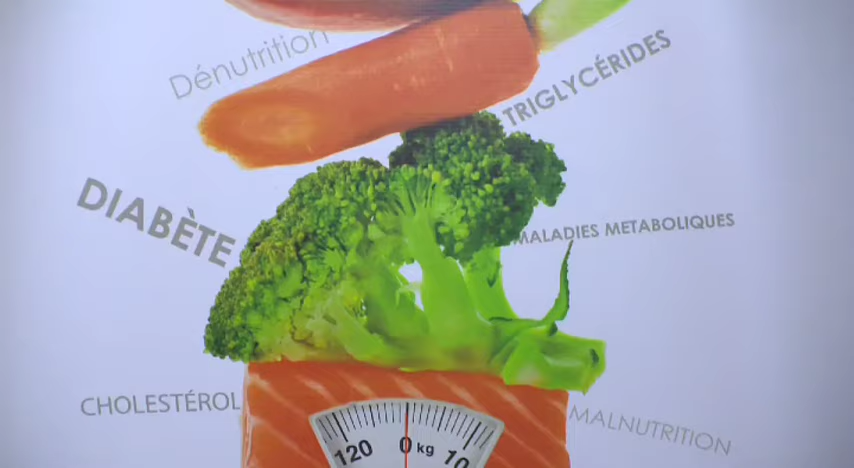 Dénutrition
TRIGLYCÉRIDES
DIABÈTE
MALADIES METABOLIQUES
CHOLESTÉROL
MALNUTRITION
120 0 kg 10